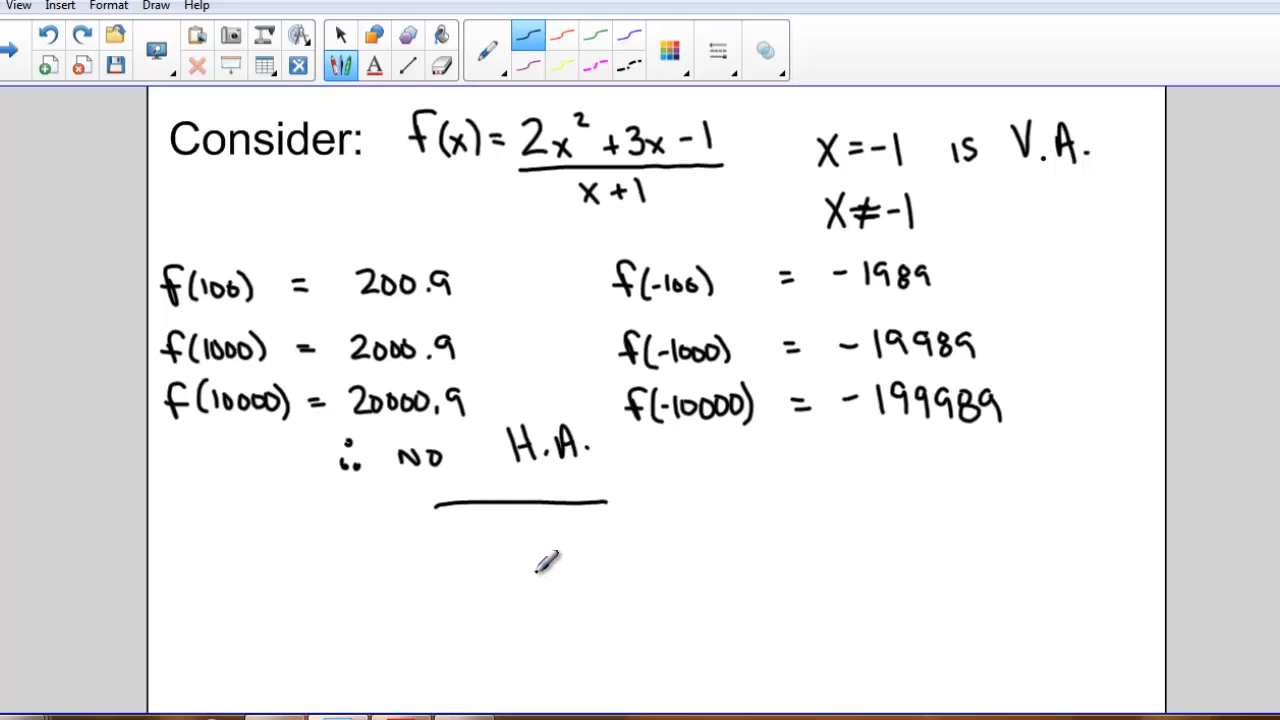 View Insert Format Draw Help
Consider: f(x) = 2x² + 3x - 1
x + 1
x = -1 is V.A.
x ≠ -1
f(100) = 200.9
f(1000) = 2000.9
f(10000) = 20000.9
f(-100) = -1989
f(-1000) = -19989
f(-10000) = -199989
∴ NO H.A.